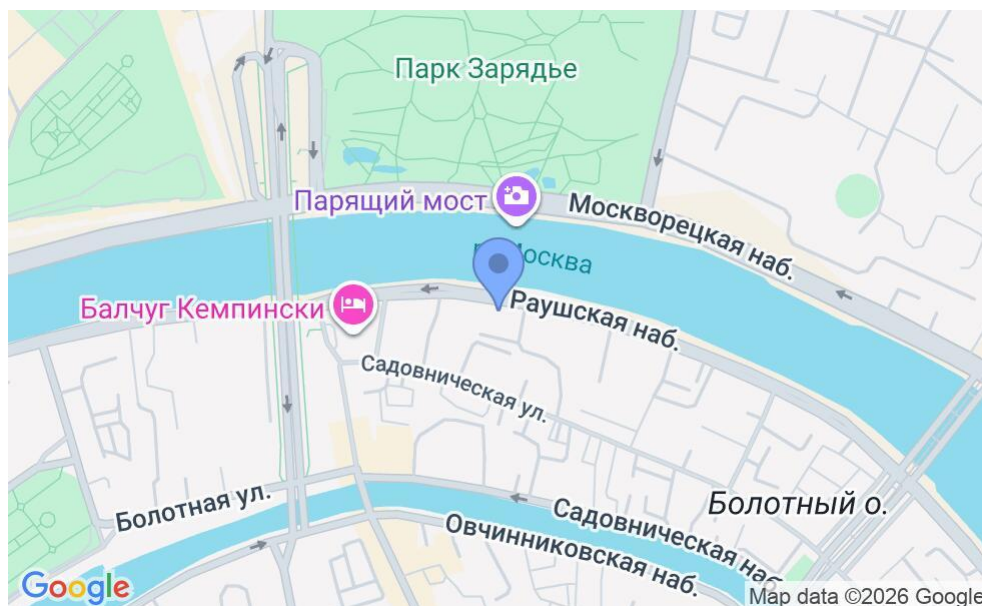 Парк Зарядье
Парящий мост
Москворецкая наб.
Москва
Балчуг Кемпински
Раушская наб.
Садовническая ул.
Болотная ул.
Болотный о.
Садовническая наб.
Овчинниковская наб.
Google
Map data ©2026 Google